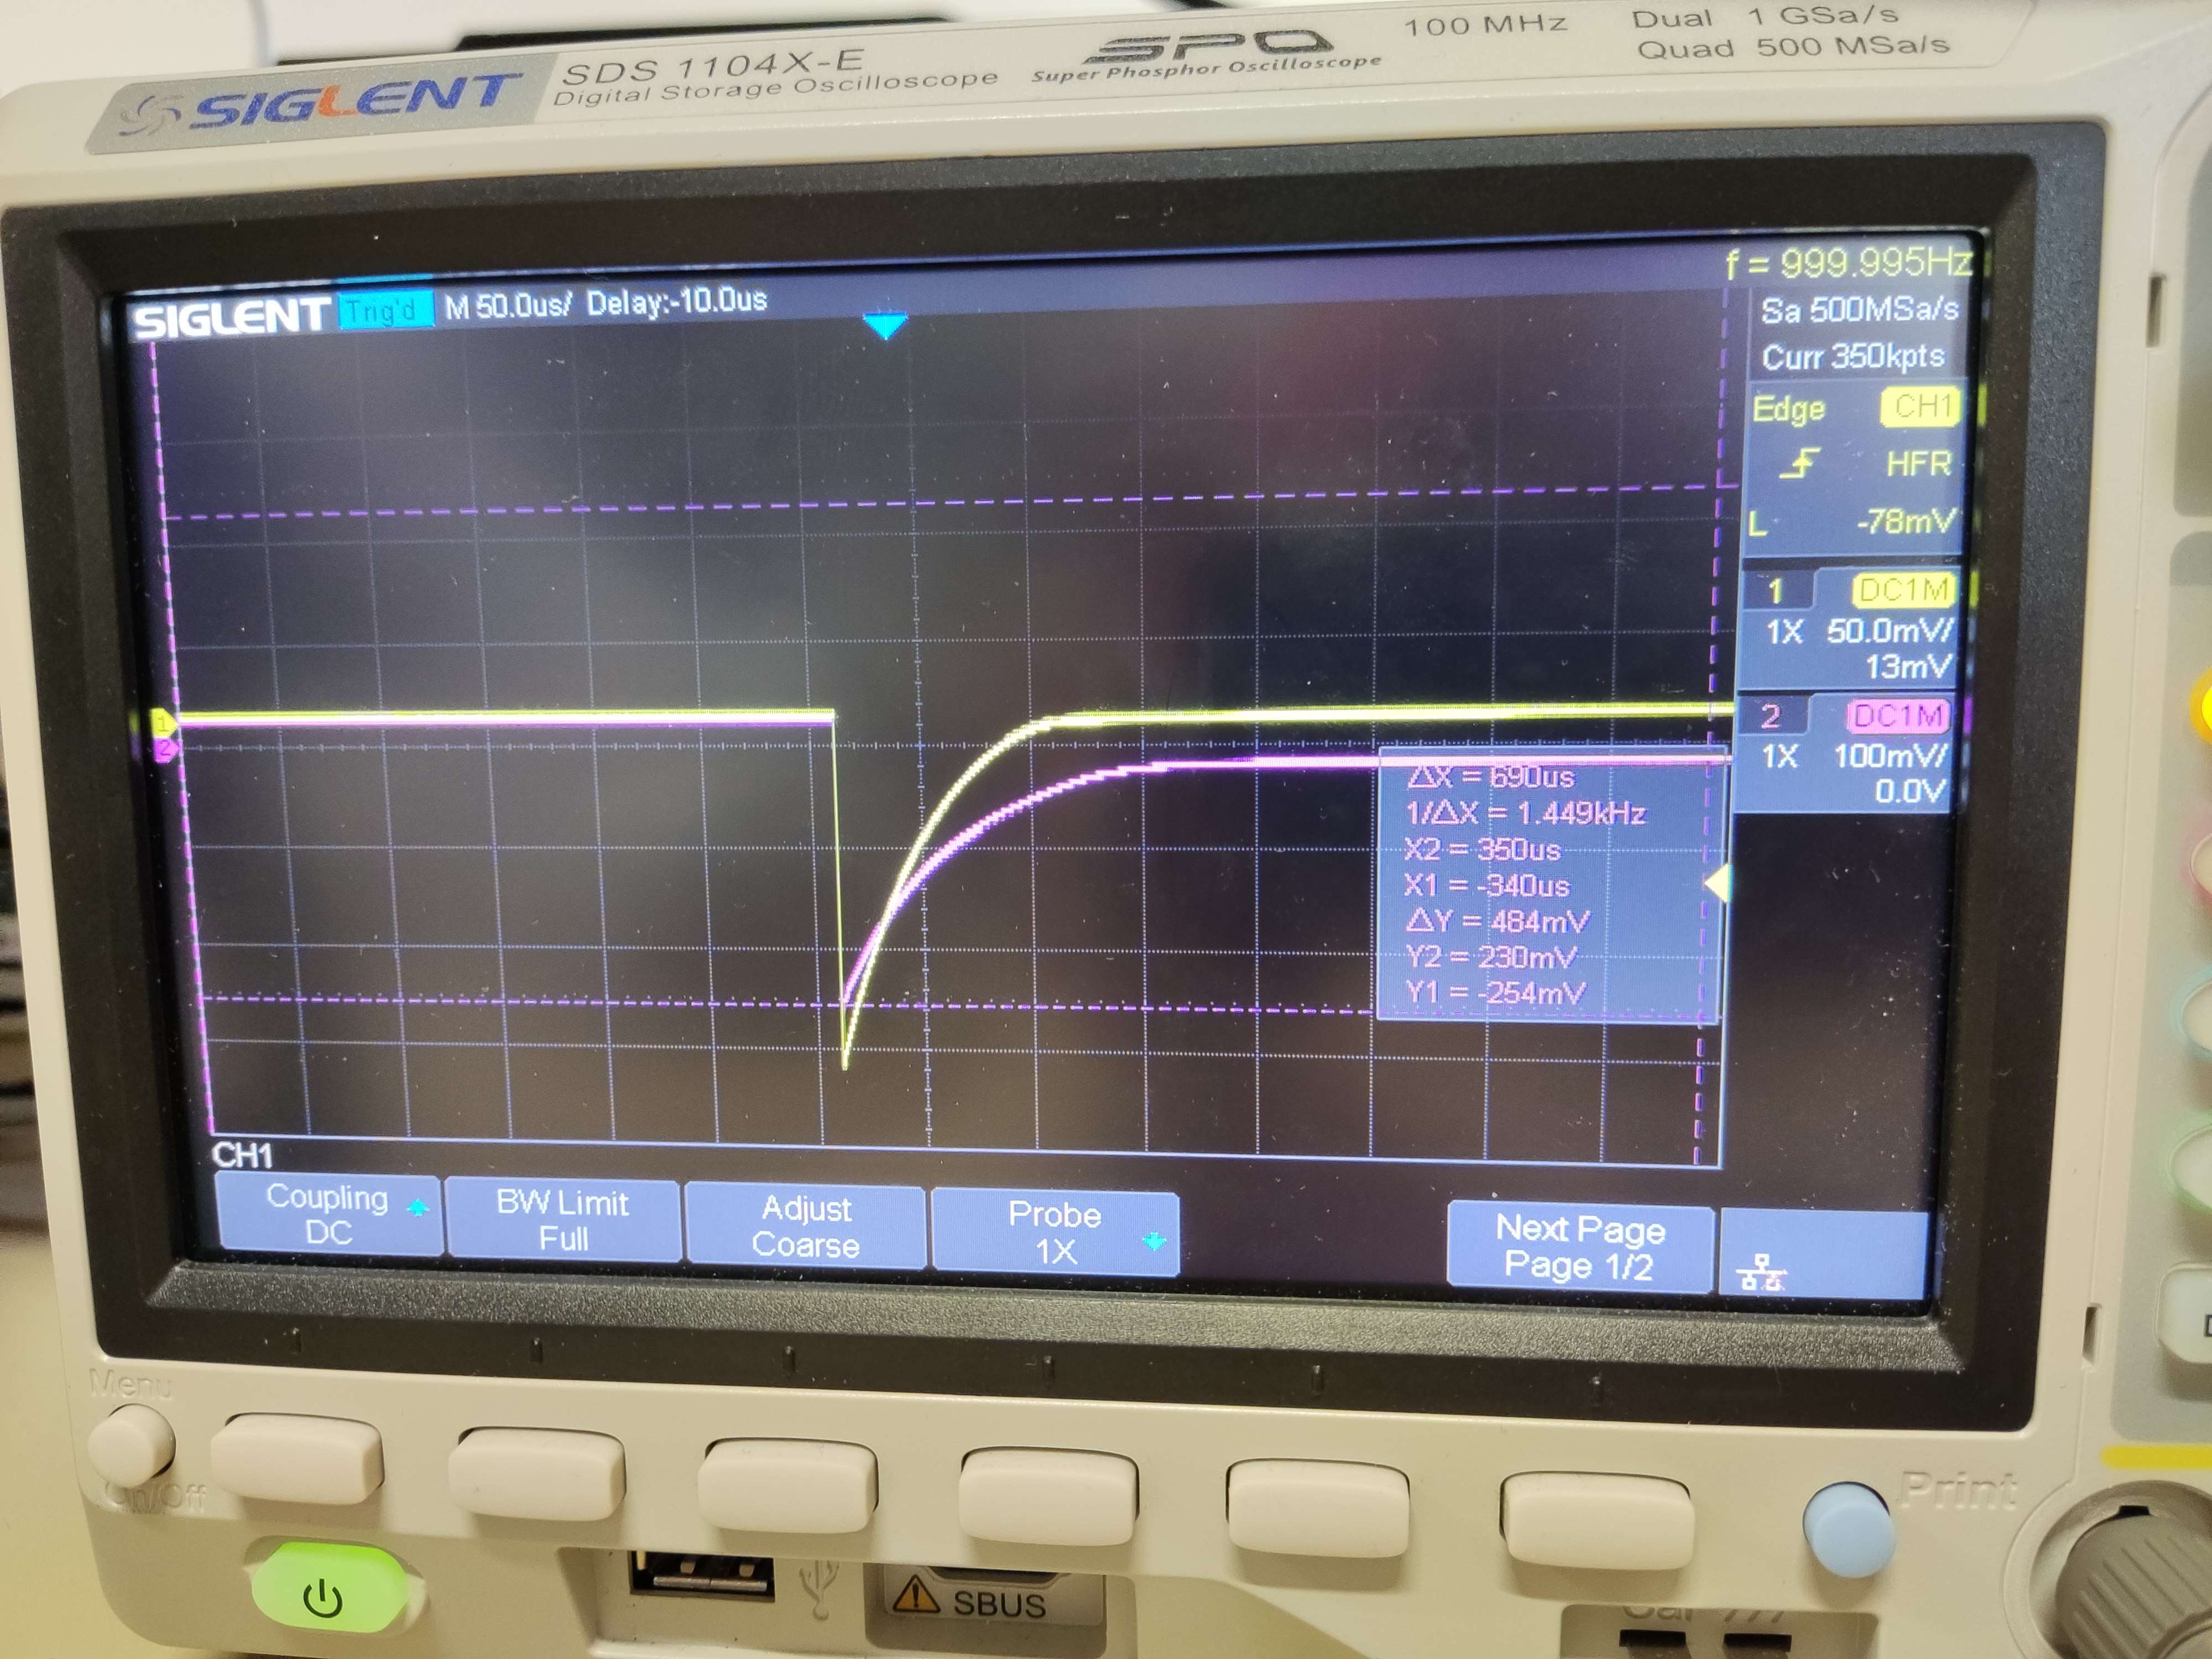 SIGLENT SDS 1104X-E SPO 100 MHz Dual 1 GSa/s
Digital Storage Oscilloscope Super Phosphor Oscilloscope Quad 500 MSa/s
f = 999.995Hz
SIGLENT Trig'd M 50.0us/ Delay:-10.0us
Sa 500MSa/s
Curr 350kpts
Edge CH1
HFR
L -78mV
1 DC1M
1X 50.0mV/
13mV
2 DC1M
1X 100mV/
0.0V
1
2
ΔX = 690us
1/ΔX = 1.449kHz
X2 = 350us
X1 = -340us
ΔY = 484mV
Y2 = 230mV
Y1 = -254mV
CH1
Coupling
DC
BW Limit
Full
Adjust
Coarse
Probe
1X
Next Page
Page 1/2
Menu
On/Off
Print
SBUS
Cal